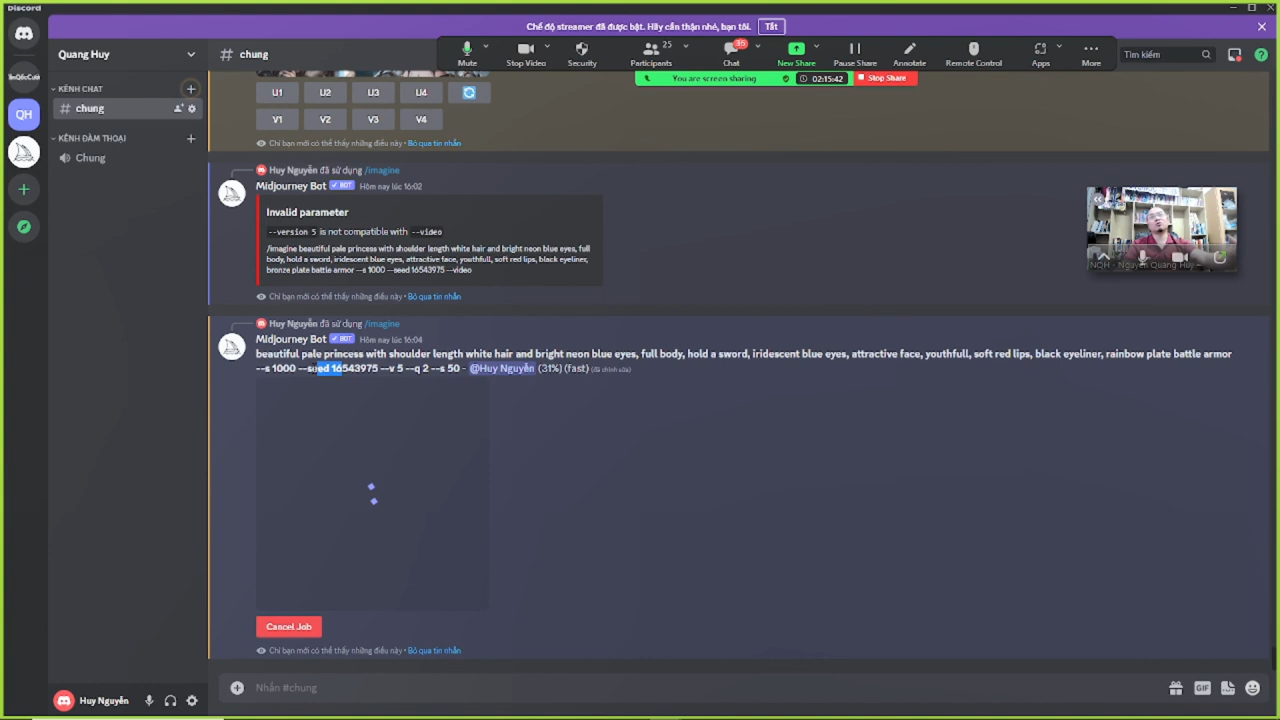 Discord
Chế độ streamer đã được bật. Hãy cẩn thận nhé, bạn tôi. Tắt
Quang Huy
# chung
Mute
Stop Video
Security
25
Participants
36
Chat
New Share
Pause Share
Annotate
Remote Control
Apps
More
Tìm kiếm
You are screen sharing
02:15:42
Stop Share
KÊNH CHAT
# chung
KÊNH ĐÀM THOẠI
Chung
QH
U1 U2 U3 U4
V1 V2 V3 V4
Chỉ bạn mới có thể thấy những điều này • Bỏ qua tin nhắn
Huy Nguyễn đã sử dụng /imagine
Midjourney Bot BOT Hôm nay lúc 16:02
Invalid parameter
--version 5 is not compatible with --video
/imagine beautiful pale princess with shoulder length white hair and bright neon blue eyes, full
body, hold a sword, iridescent blue eyes, attractive face, youthfull, soft red lips, black eyeliner,
bronze plate battle armor --s 1000 --seed 16543975 --video
Chỉ bạn mới có thể thấy những điều này • Bỏ qua tin nhắn
NQH - Nguyễn Quang Huy
Huy Nguyễn đã sử dụng /imagine
Midjourney Bot BOT Hôm nay lúc 16:04
beautiful pale princess with shoulder length white hair and bright neon blue eyes, full body, hold a sword, iridescent blue eyes, attractive face, youthfull, soft red lips, black eyeliner, rainbow plate battle armor
--s 1000 --seed 16543975 --v 5 --q 2 --s 50 - @Huy Nguyễn (31%) (fast) (đã chỉnh sửa)
Cancel Job
Chỉ bạn mới có thể thấy những điều này • Bỏ qua tin nhắn
Huy Nguyễn
Nhắn #chung
GIF